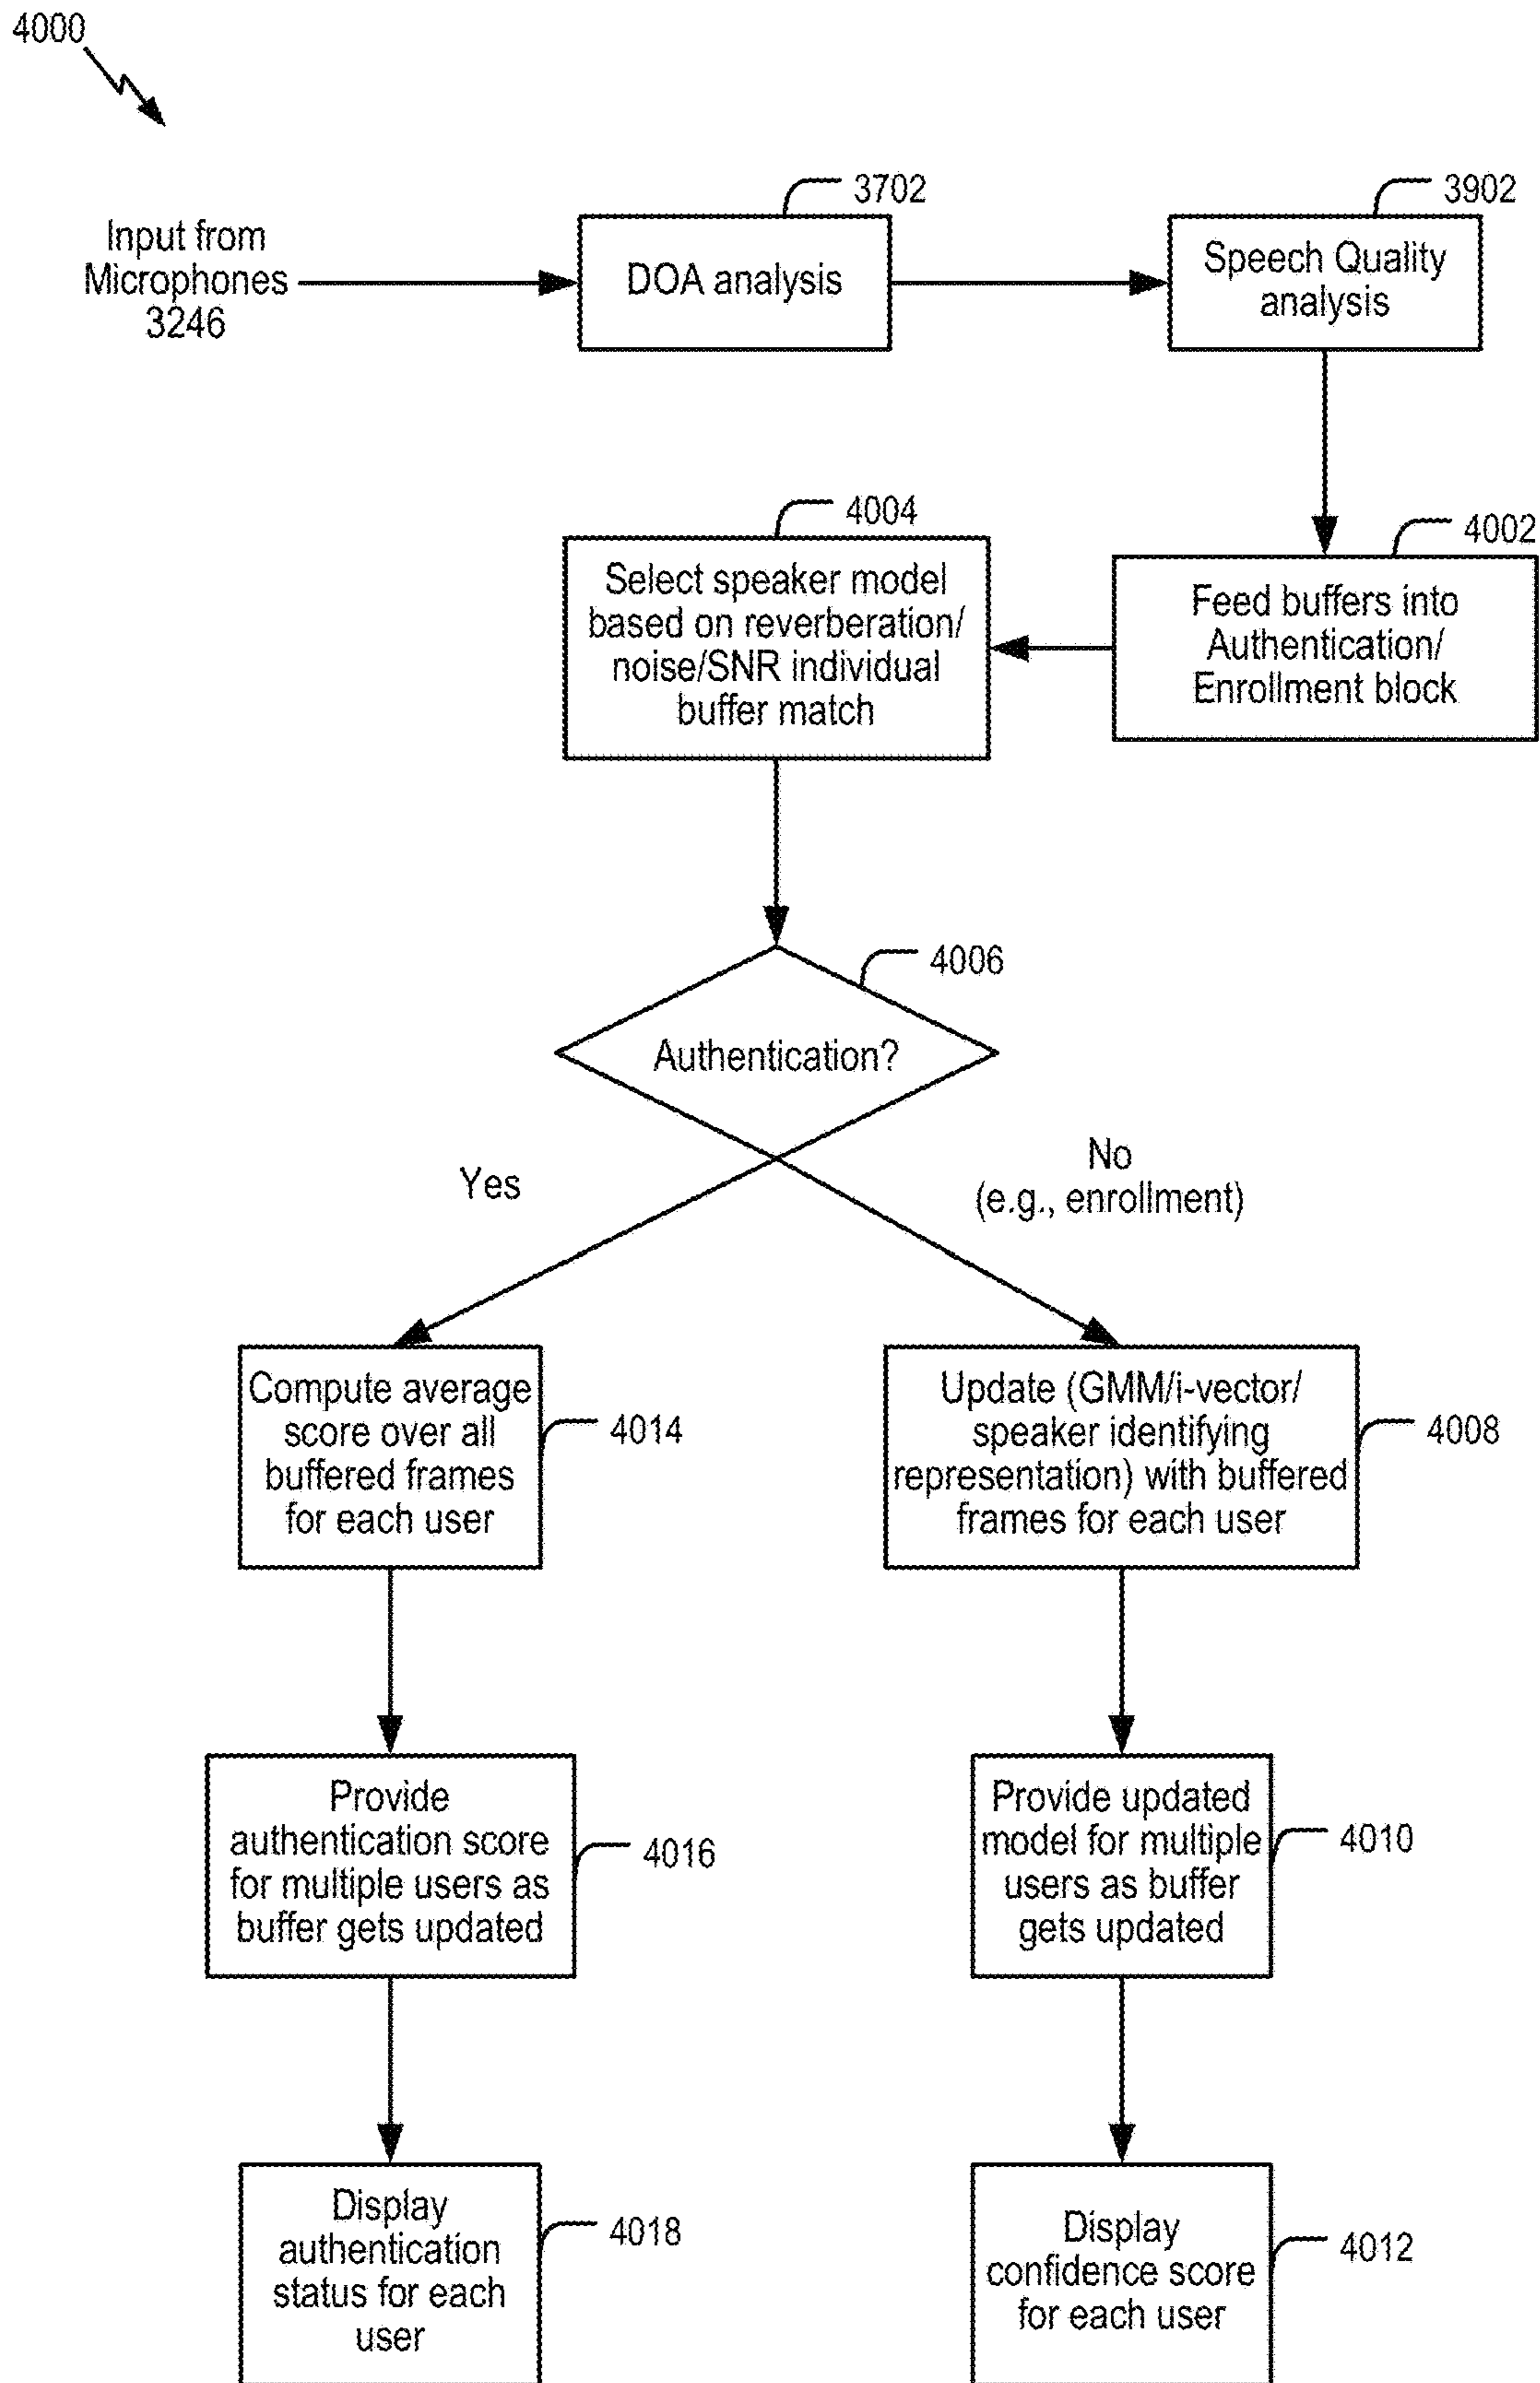 4000
3702
3902
Input from
Microphones
3246
DOA analysis
Speech Quality
analysis
4004
4002
Select speaker model
based on reverberation/
noise/SNR individual
buffer match
Feed buffers into
Authentication/
Enrollment block
4006
Authentication?
Yes
No
(e.g., enrollment)
Compute average
score over all
buffered frames
for each user
4014
Update (GMM/i-vector/
speaker identifying
representation) with buffered
frames for each user
4008
Provide
authentication score
for multiple users as
buffer gets updated
4016
Provide updated
model for multiple
users as buffer
gets updated
4010
Display
authentication
status for each
user
4018
Display
confidence score
for each user
4012